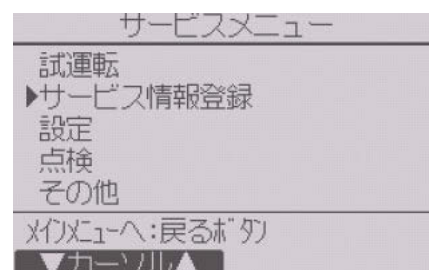 サービスメニュー
試運転
▶サービス情報登録
設定
点検
その他
ﾒｲﾝﾒﾆｭｰへ:戻るﾎﾞﾀﾝ
▼カーソル▲